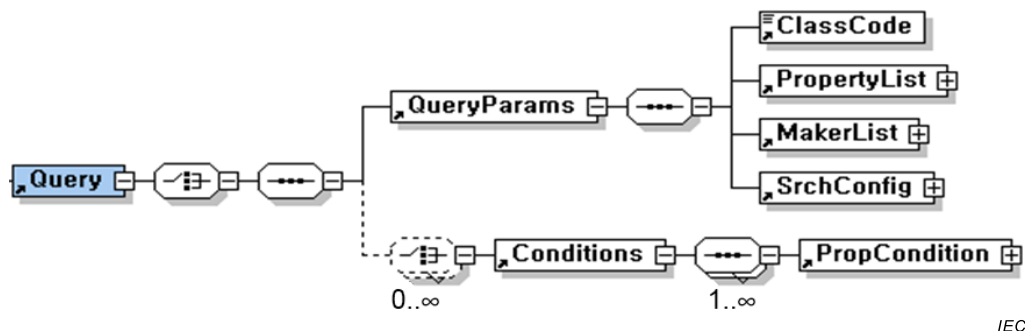 ClassCode
QueryParams
PropertyList
MakerList
Query
SrchConfig
Conditions
PropCondition
0..∞
1..∞
IEC